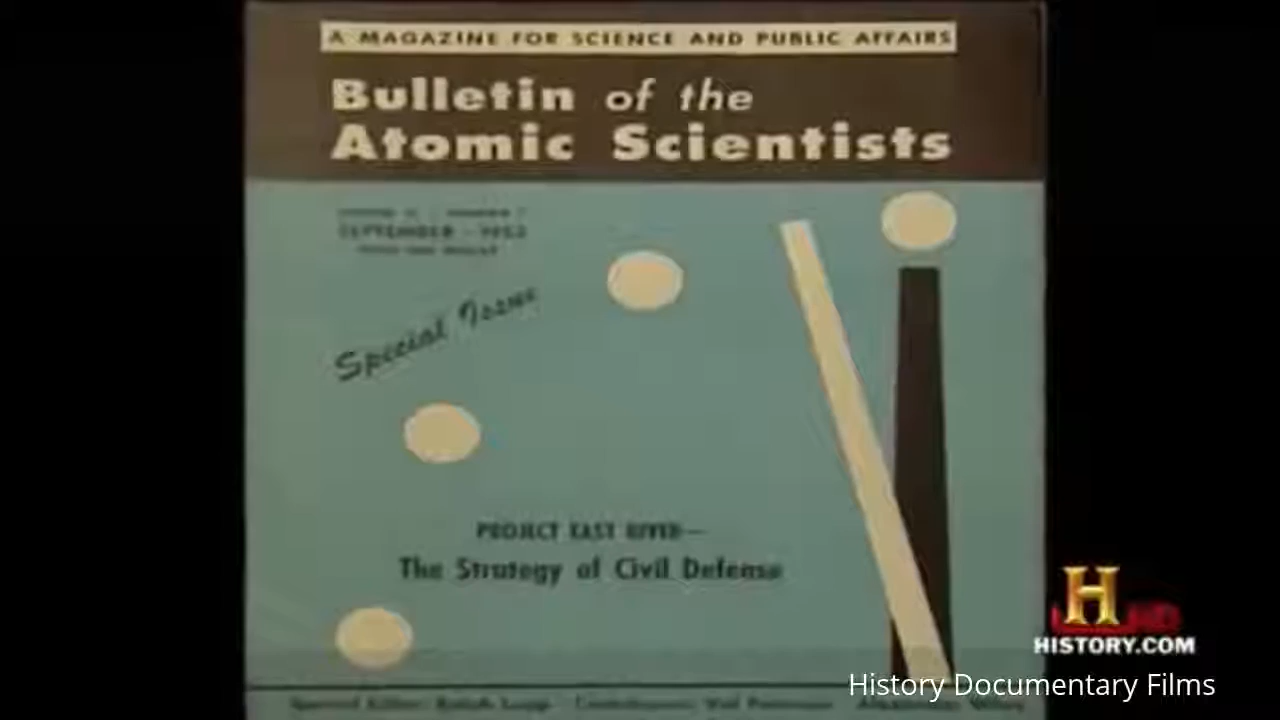 A MAGAZINE FOR SCIENCE AND PUBLIC AFFAIRS
Bulletin of the
Atomic Scientists
SEPTEMBER - 1953
Special Issue
PROJECT EAST RIVER—
The Strategy of Civil Defense
H
HISTORY.COM
History Documentary Films